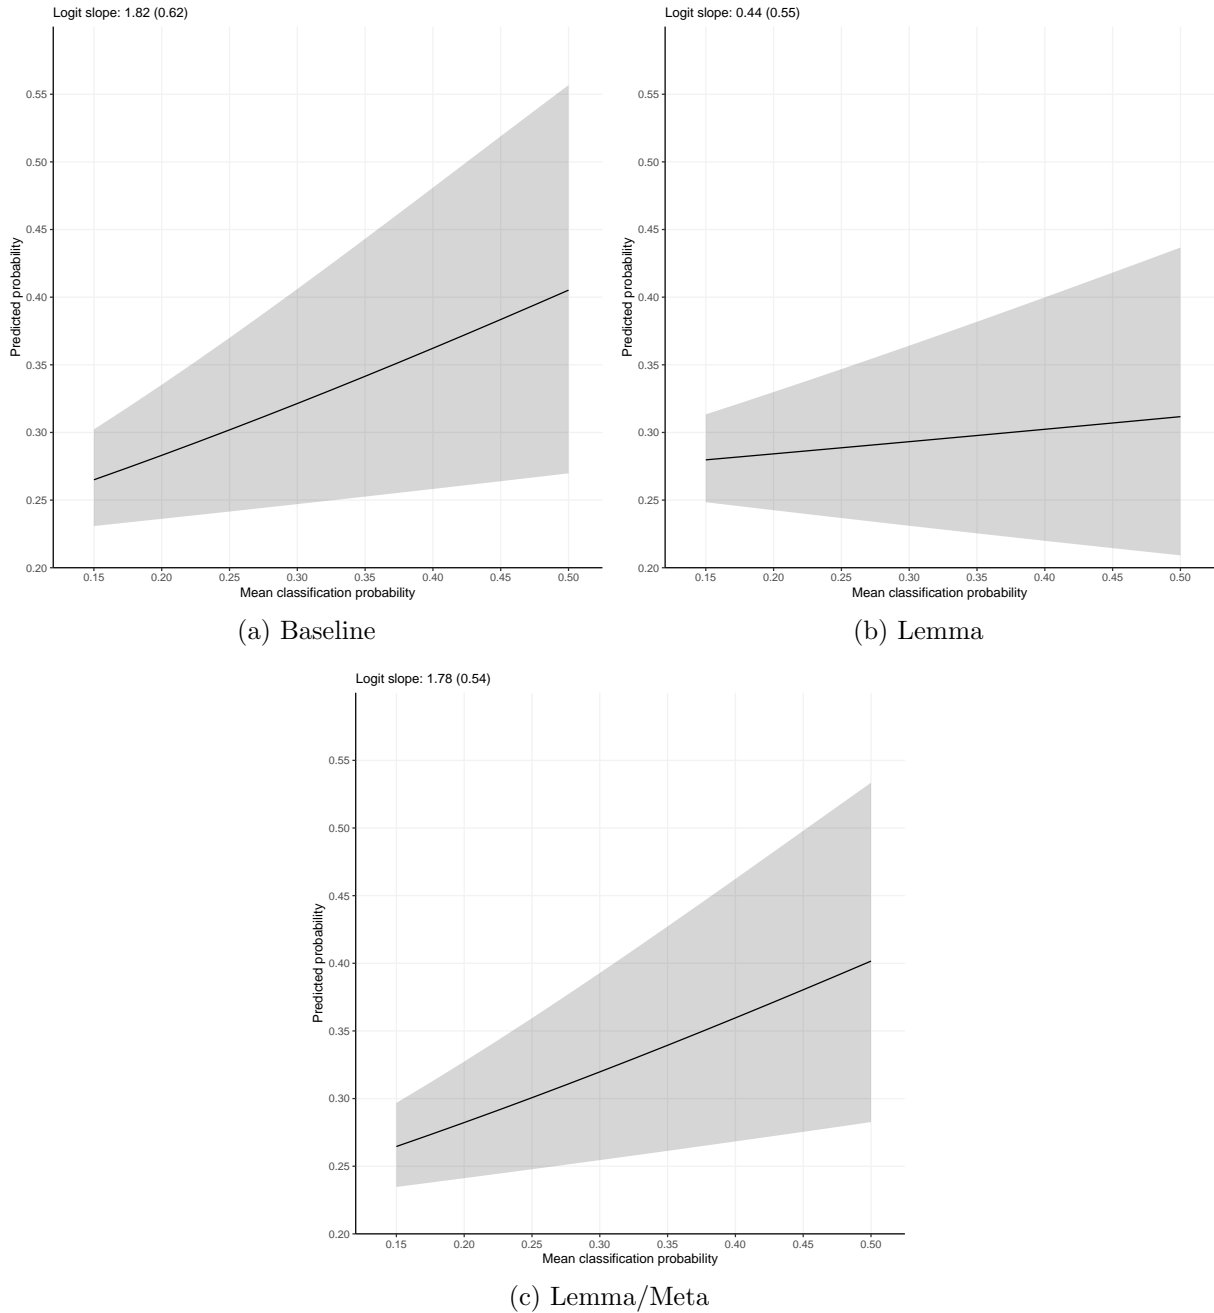 Logit slope: 1.82 (0.62)
0.55
0.50
0.45
0.40
0.35
0.30
0.25
0.20
Predicted probability
0.15 0.20 0.25 0.30 0.35 0.40 0.45 0.50
Mean classification probability
(a) Baseline
Logit slope: 0.44 (0.55)
0.55
0.50
0.45
0.40
0.35
0.30
0.25
0.20
Predicted probability
0.15 0.20 0.25 0.30 0.35 0.40 0.45 0.50
Mean classification probability
(b) Lemma
Logit slope: 1.78 (0.54)
0.55
0.50
0.45
0.40
0.35
0.30
0.25
0.20
Predicted probability
0.15 0.20 0.25 0.30 0.35 0.40 0.45 0.50
Mean classification probability
(c) Lemma/Meta